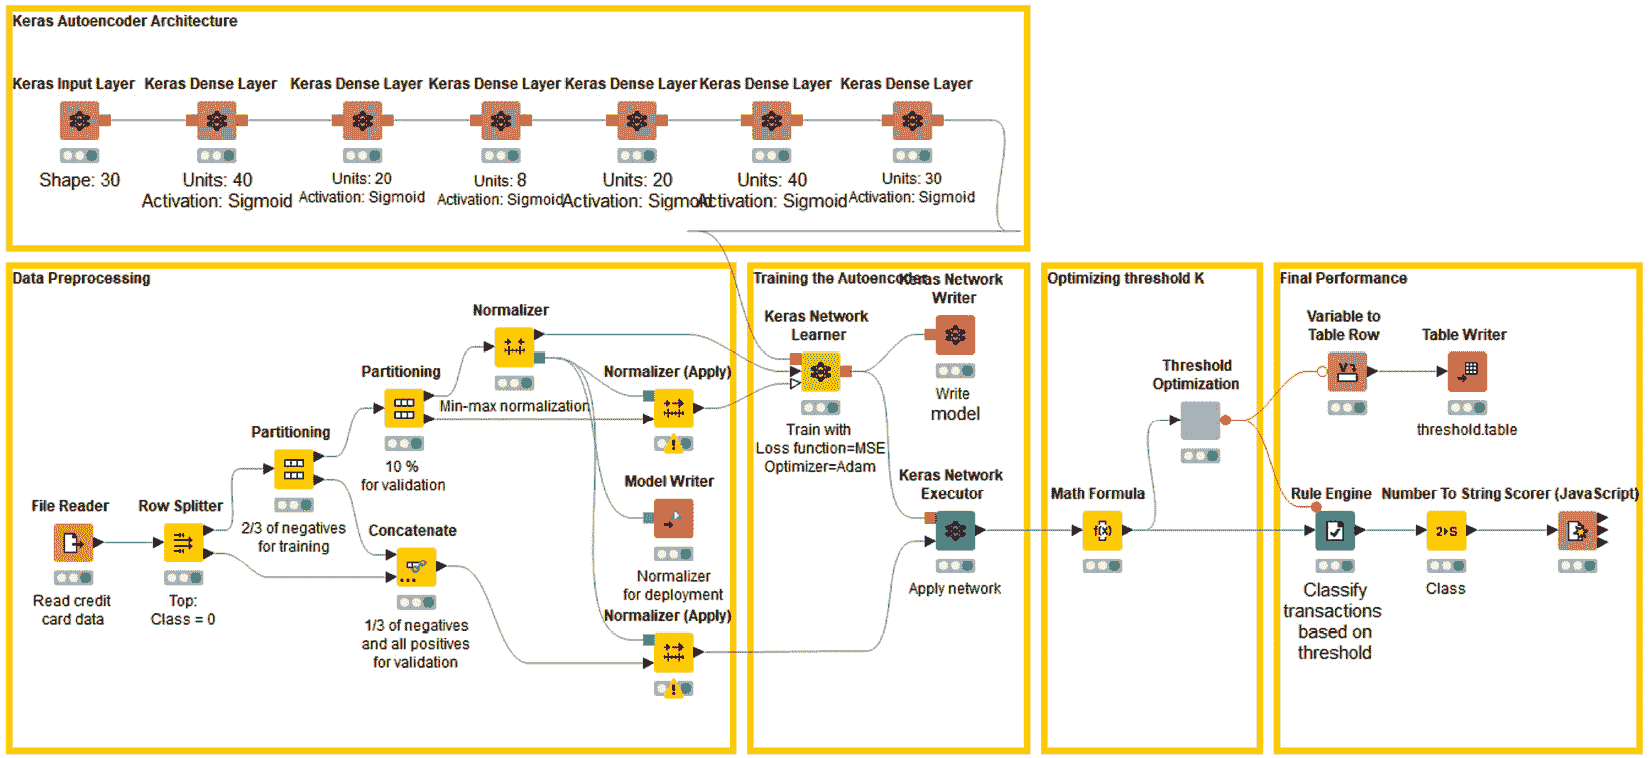 Keras Autoencoder Architecture
Keras Input Layer
Keras Dense Layer
Keras Dense Layer
Keras Dense Layer
Keras Dense Layer
Keras Dense Layer
Keras Dense Layer
Shape: 30
Units: 40
Activation: Sigmoid
Units: 20
Activation: Sigmoid
Units: 8
Activation: Sigmoid
Units: 20
Activation: Sigmoid
Units: 40
Activation: Sigmoid
Units: 30
Activation: Sigmoid
Data Preprocessing
File Reader
Read credit
card data
Row Splitter
Top:
Class = 0
Partitioning
2/3 of negatives
for training
Partitioning
10 %
for validation
Concatenate
1/3 of negatives
and all positives
for validation
Normalizer
Min-max normalization
Normalizer (Apply)
Model Writer
Normalizer
for deployment
Normalizer (Apply)
Training the Autoencoder
Keras Network
Learner
Train with
Loss function=MSE
Optimizer=Adam
Keras Network
Writer
Write
model
Keras Network
Executor
Apply network
Optimizing threshold K
Math Formula
f(x)
Threshold
Optimization
Final Performance
Variable to
Table Row
V
Table Writer
threshold.table
Rule Engine
Classify
transactions
based on
threshold
Number To String
2▸S
Class
Scorer (JavaScript)